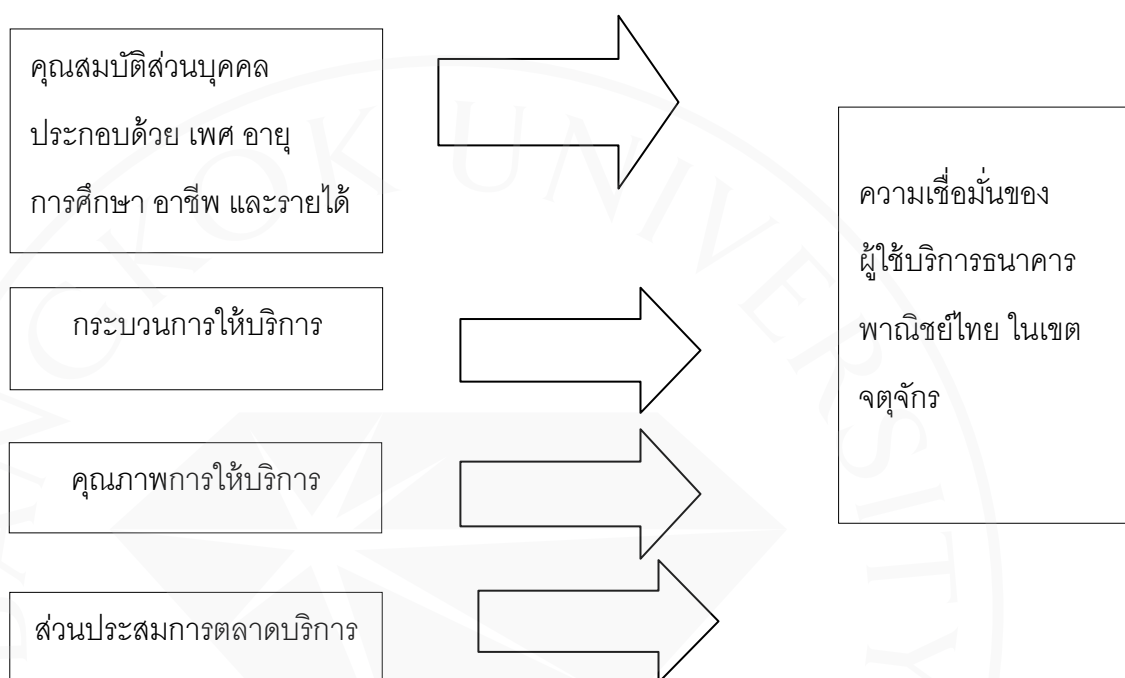 คุณสมบัติส่วนบุคคล
ประกอบด้วย เพศ อายุ
การศึกษา อาชีพ และรายได้
กระบวนการให้บริการ
คุณภาพการให้บริการ
ส่วนประสมการตลาดบริการ
ความเชื่อมั่นของ
ผู้ใช้บริการธนาคาร
พาณิชย์ไทย ในเขต
จตุจักร
BANGKOK UNIVERSITY